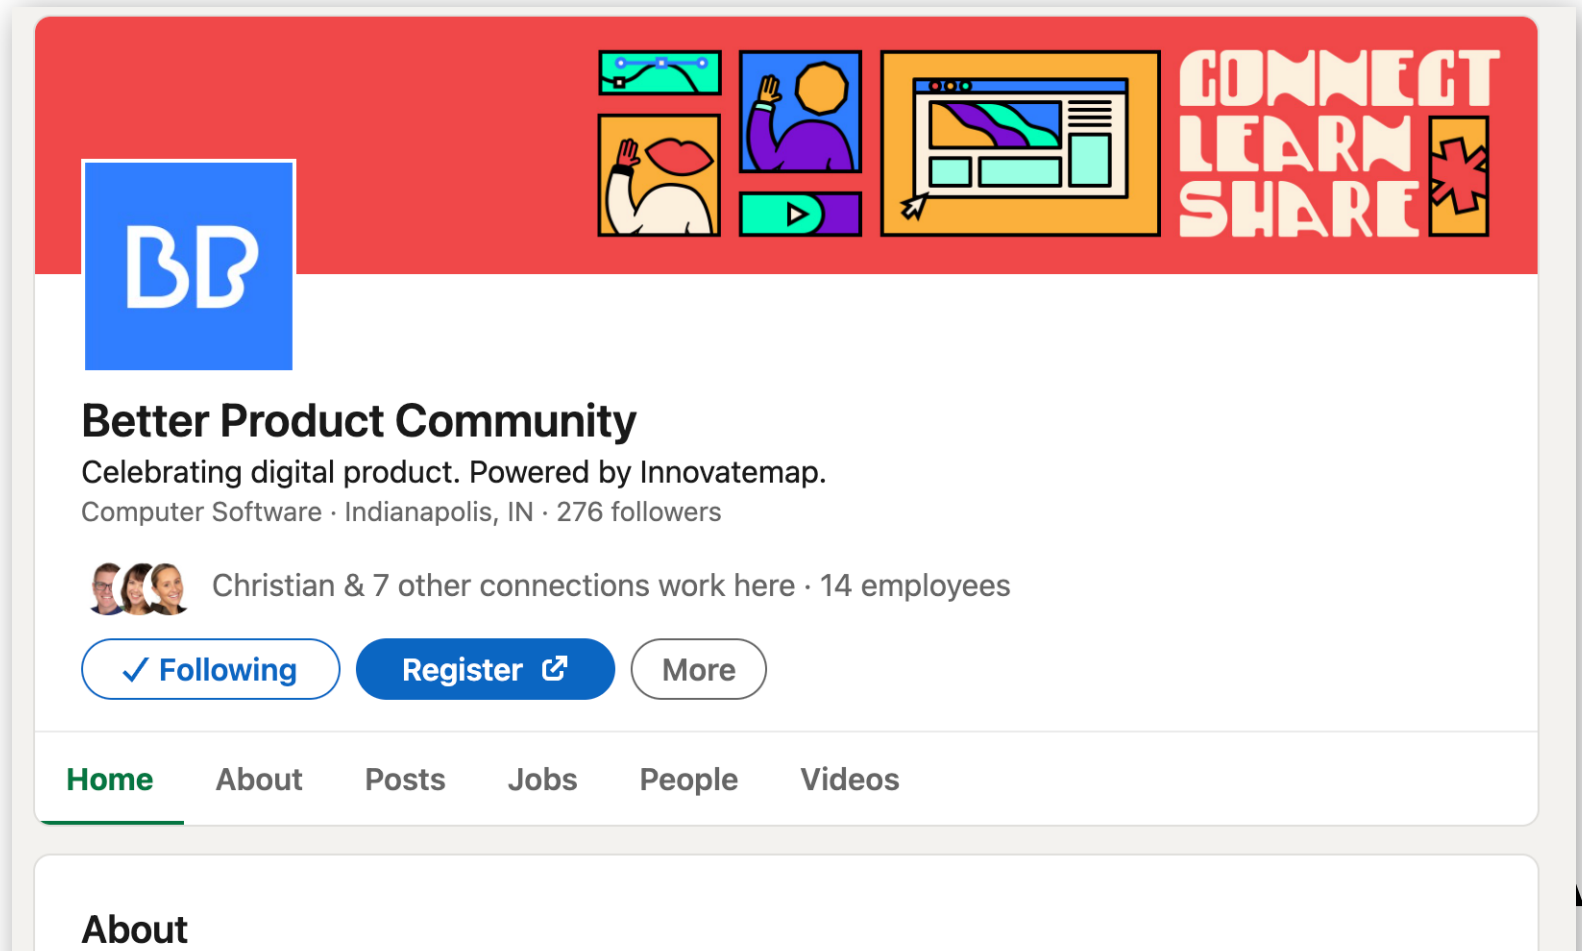 CONNECT
LEARN
SHARE
BP
Better Product Community
Celebrating digital product. Powered by Innovatemap.
Computer Software · Indianapolis, IN · 276 followers
Christian & 7 other connections work here · 14 employees
✓ Following
Register
More
Home About Posts Jobs People Videos
About